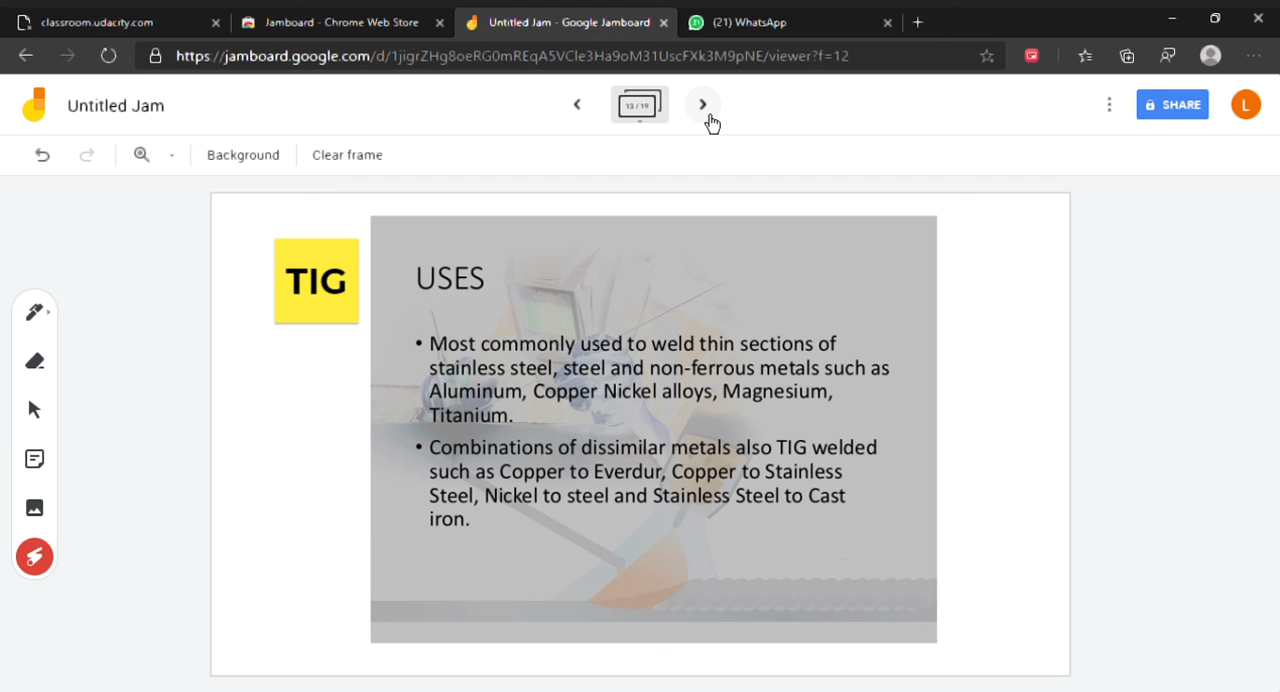 classroom.udacity.com
Jamboard - Chrome Web Store
Untitled Jam - Google Jamboard
(21) WhatsApp
https://jamboard.google.com/d/1jigrZHg8oeRG0mREqA5VCle3Ha9oM31UscFXk3M9pNE/viewer?f=12
Untitled Jam
13 / 19
SHARE
L
Background
Clear frame
TIG
USES
• Most commonly used to weld thin sections of
stainless steel, steel and non-ferrous metals such as
Aluminum, Copper Nickel alloys, Magnesium,
Titanium.
• Combinations of dissimilar metals also TIG welded
such as Copper to Everdur, Copper to Stainless
Steel, Nickel to steel and Stainless Steel to Cast
iron.